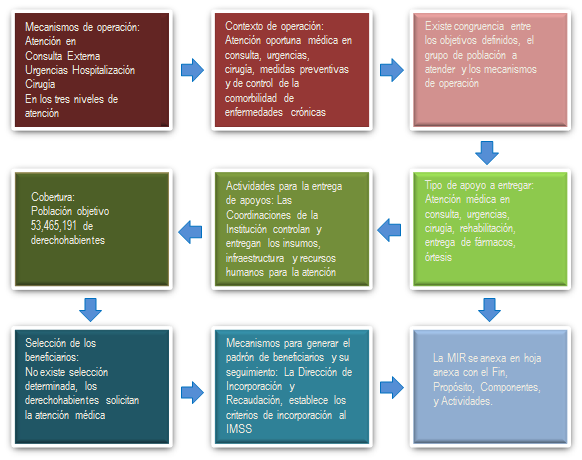 Mecanismos de operación:
Atención en
Consulta Externa
Urgencias Hospitalización
Cirugía
En los tres niveles de
atención
Contexto de operación:
Atención oportuna médica en
consulta, urgencias,
cirugía, medidas preventivas
y de control de la
comorbilidad de
enfermedades crónicas
Existe congruencia entre
los objetivos definidos, el
grupo de población a
atender y los mecanismos
de operación
Tipo de apoyo a entregar:
Atención médica en
consulta, urgencias,
cirugía, rehabilitación,
entrega de fármacos,
órtesis
Actividades para la entrega
de apoyos: Las
Coordinaciones de la
Institución controlan y
entregan los insumos,
infraestructura y recursos
humanos para la atención
Cobertura:
Población objetivo
53,465,191 de
derechohabientes
Selección de los
beneficiarios:
No existe selección
determinada, los
derechohabientes solicitan
la atención médica
Mecanismos para generar el
padrón de beneficiarios y su
seguimiento: La Dirección de
Incorporación y
Recaudación, establece los
criterios de incorporación al
IMSS
La MIR se anexa en hoja
anexa con el Fin,
Propósito, Componentes,
y Actividades.